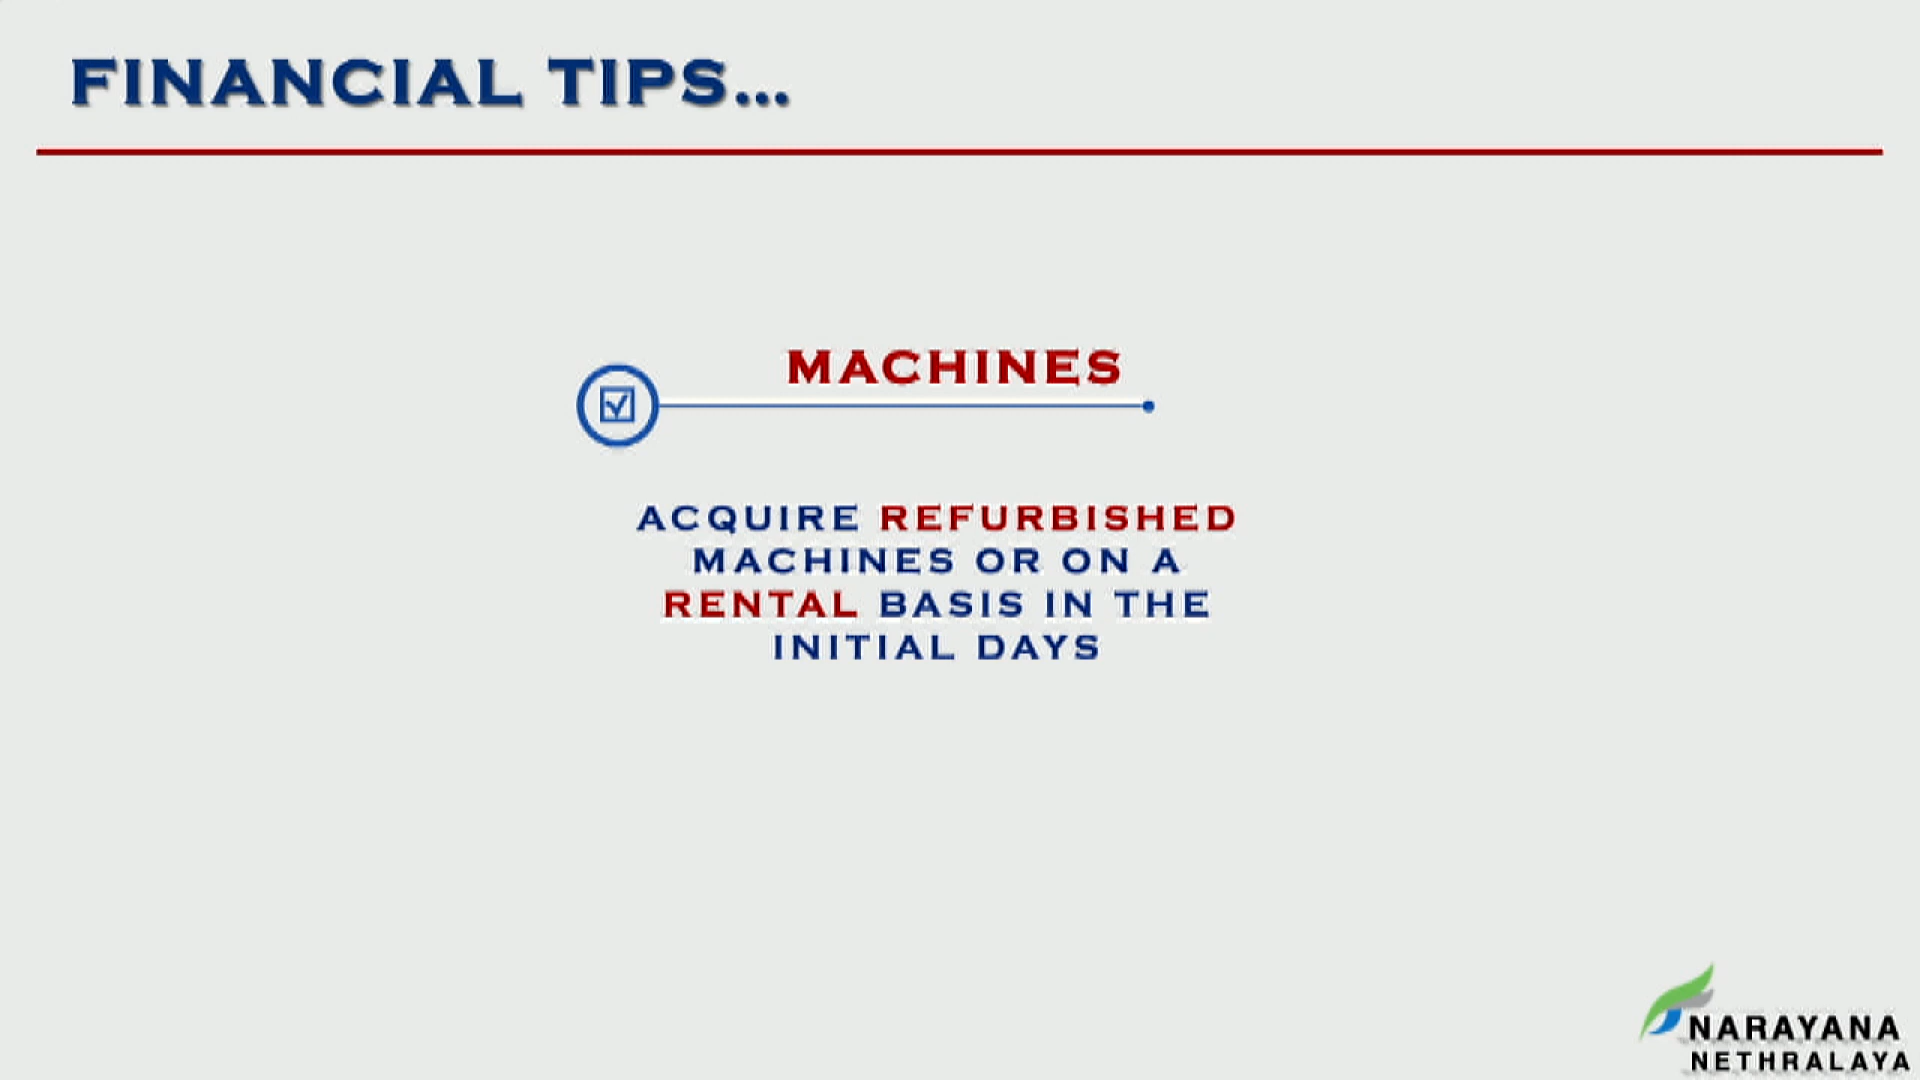 FINANCIAL TIPS...
MACHINES
ACQUIRE REFURBISHED
MACHINES OR ON A
RENTAL BASIS IN THE
INITIAL DAYS
NARAYANA
NETHRALAYA